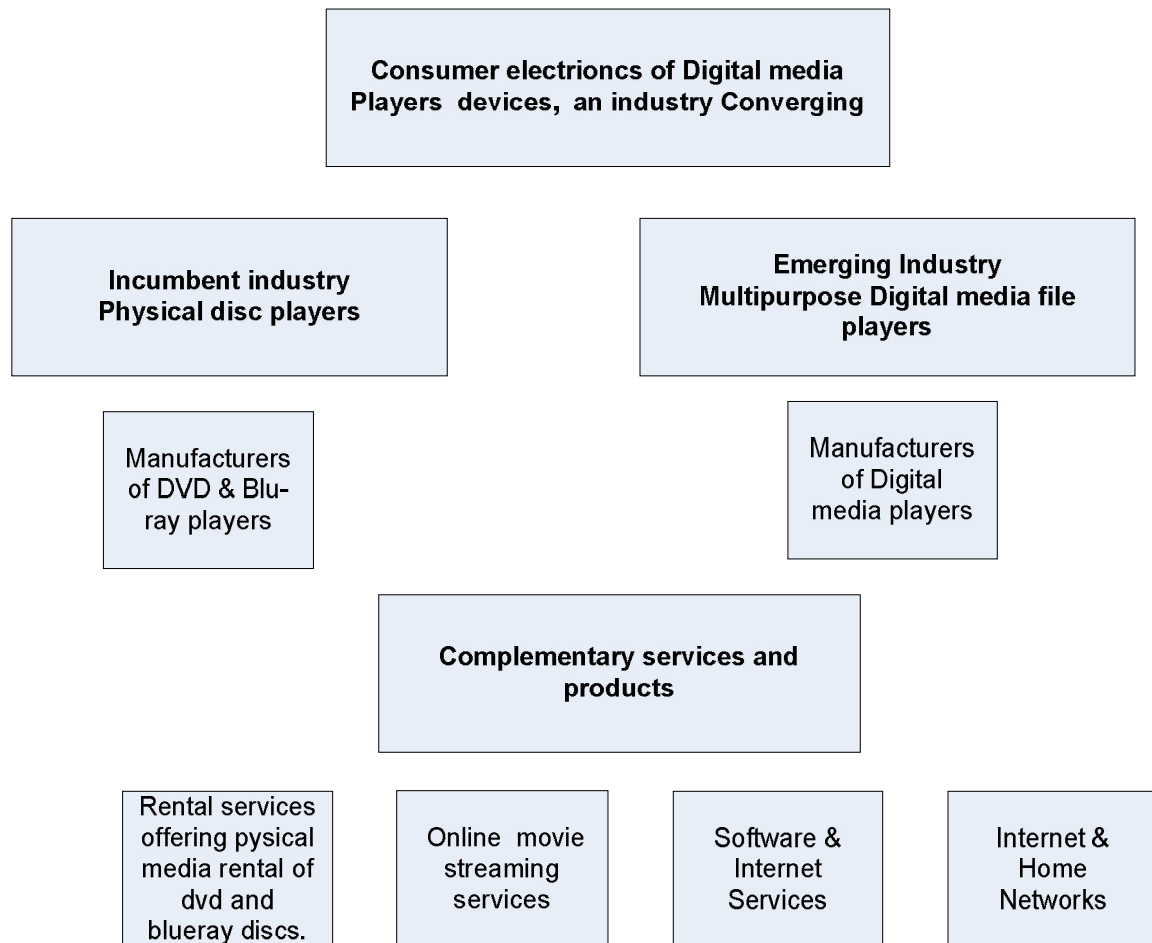 Consumer electrioncs of Digital media
Players devices, an industry Converging
Incumbent industry
Physical disc players
Emerging Industry
Multipurpose Digital media file
players
Manufacturers
of DVD & Blu-
ray players
Manufacturers
of Digital
media players
Complementary services and
products
Rental services
offering pysical
media rental of
dvd and
blueray discs.
Online movie
streaming
services
Software &
Internet
Services
Internet &
Home
Networks